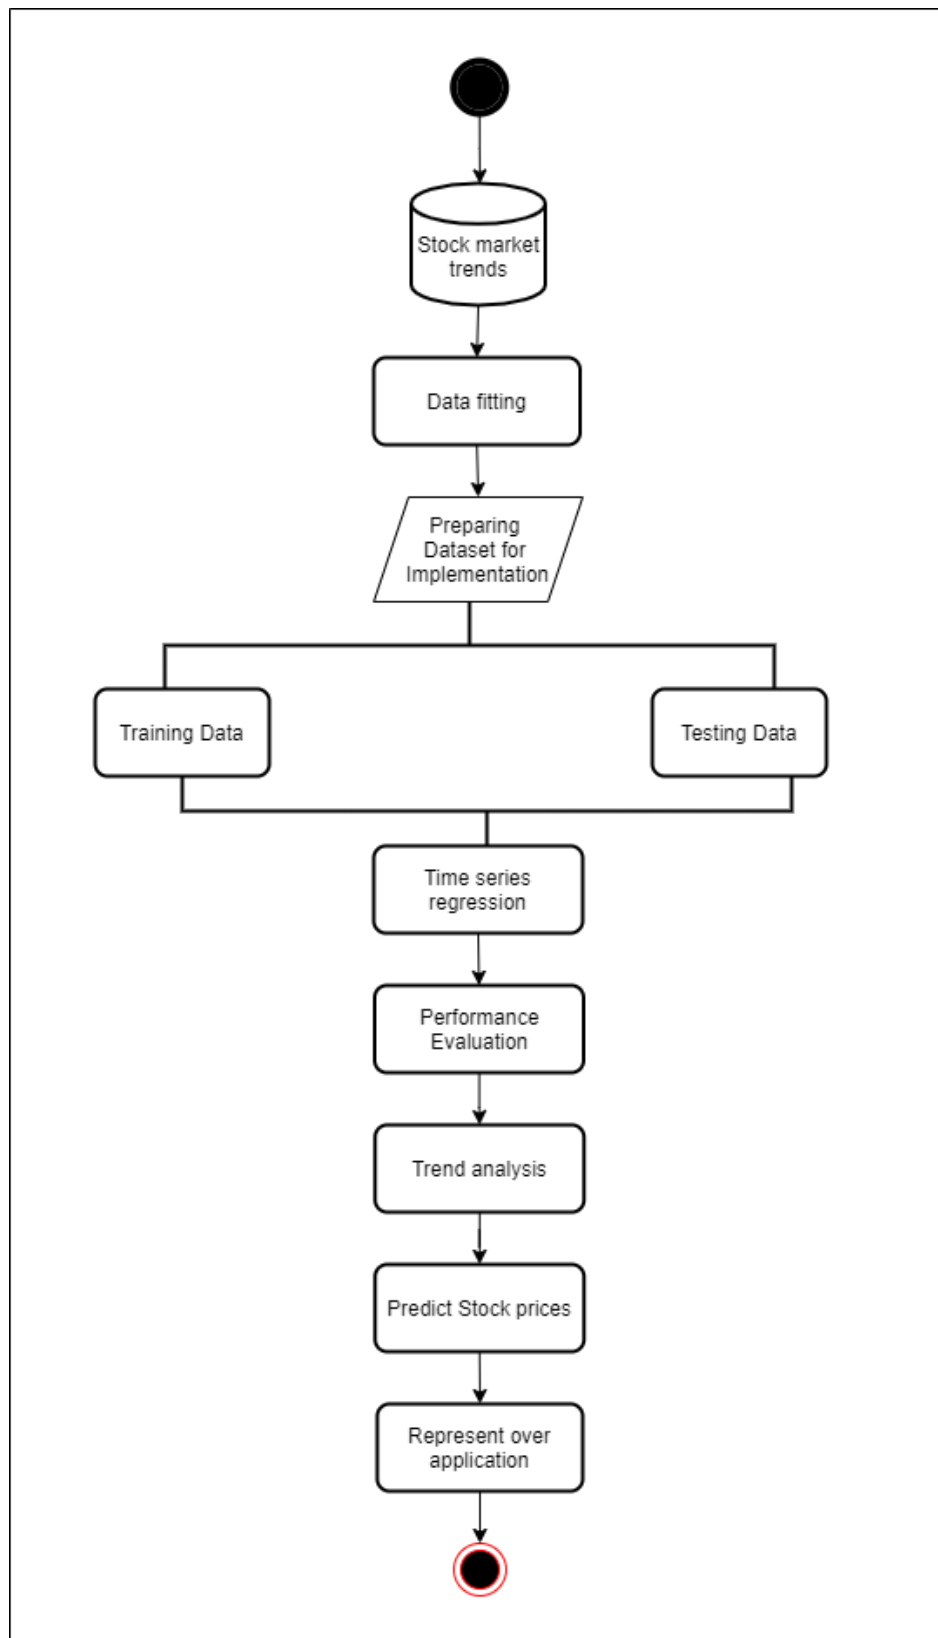 Stock market
trends
Data fitting
Preparing
Dataset for
Implementation
Training Data
Testing Data
Time series
regression
Performance
Evaluation
Trend analysis
Predict Stock prices
Represent over
application